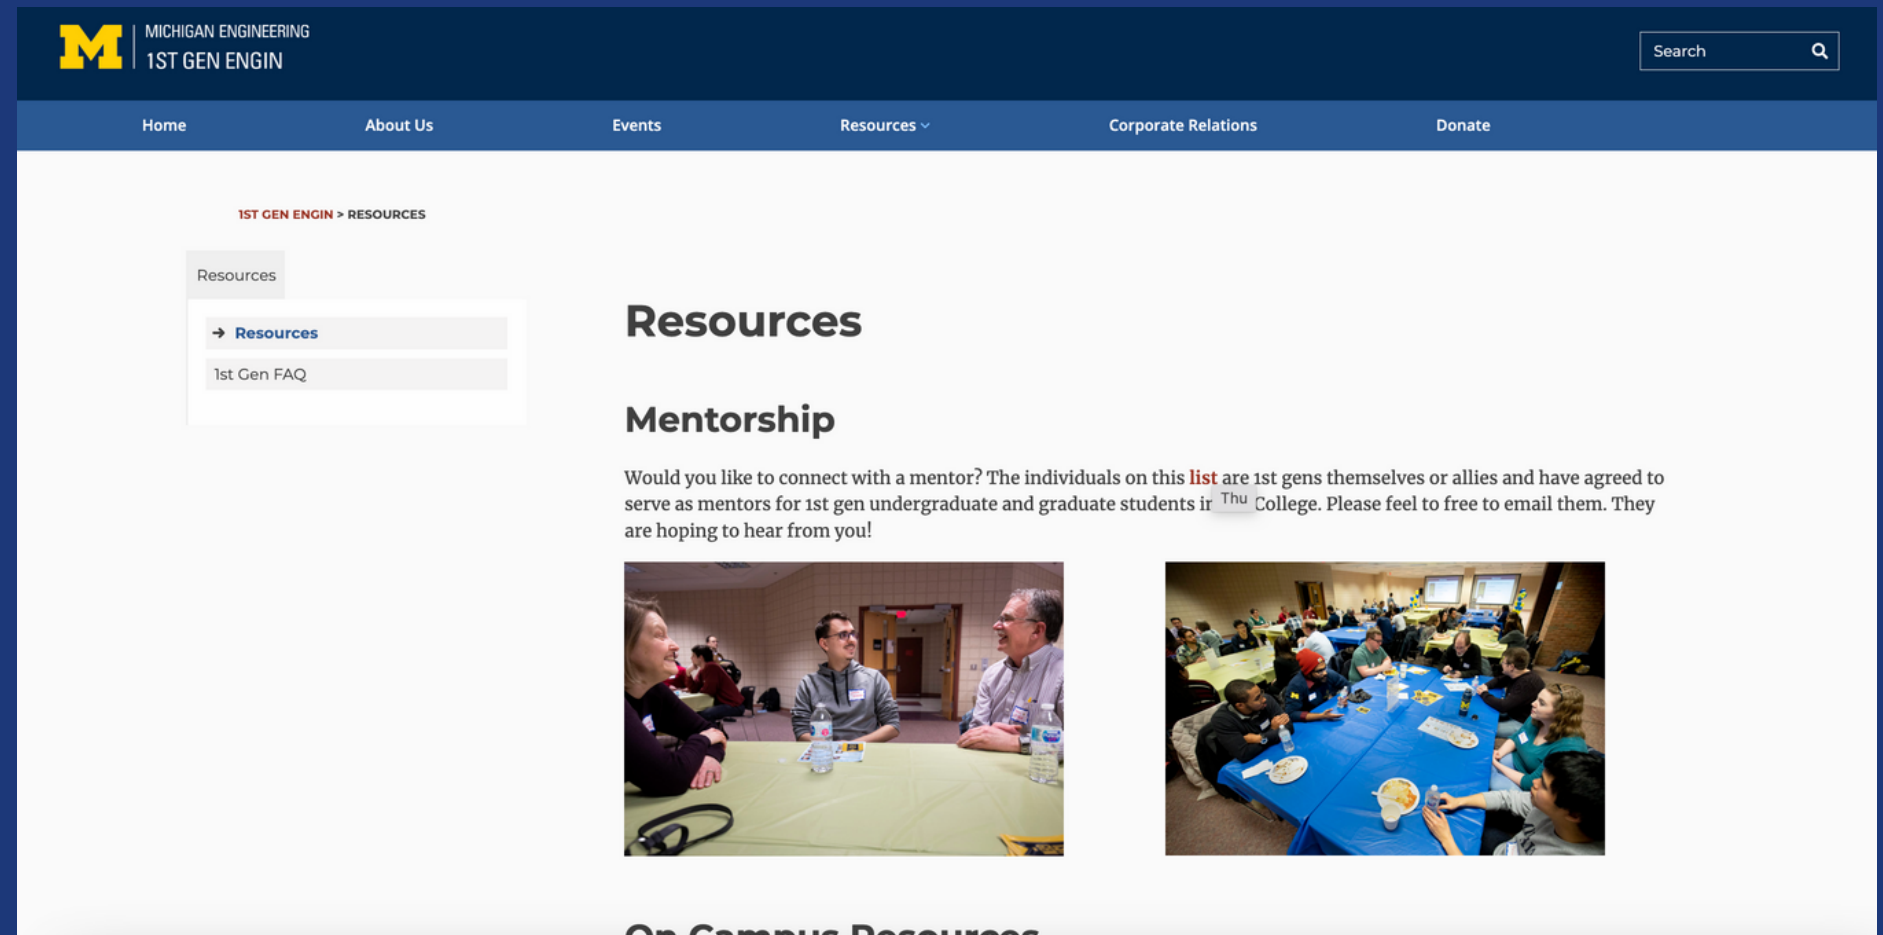 MICHIGAN ENGINEERING
1ST GEN ENGIN
Search
Home About Us Events Resources Corporate Relations Donate
1ST GEN ENGIN > RESOURCES
Resources
→ Resources
1st Gen FAQ
Resources
Mentorship
Would you like to connect with a mentor? The individuals on this list are 1st gens themselves or allies and have agreed to
serve as mentors for 1st gen undergraduate and graduate students Thu College. Please feel to free to email them. They
are hoping to hear from you!
On Campus Resources